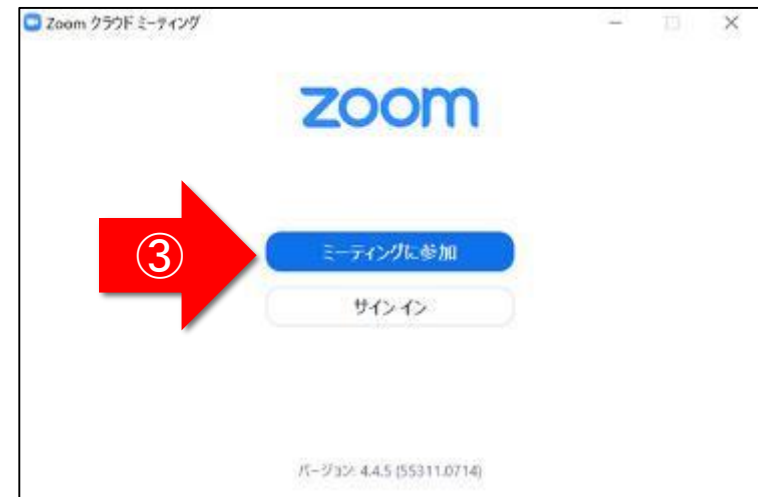 Zoom クラウド ミーティング
zoom
③
ミーティングに参加
サイン イン
バージョン: 4.4.5 (55311.0714)